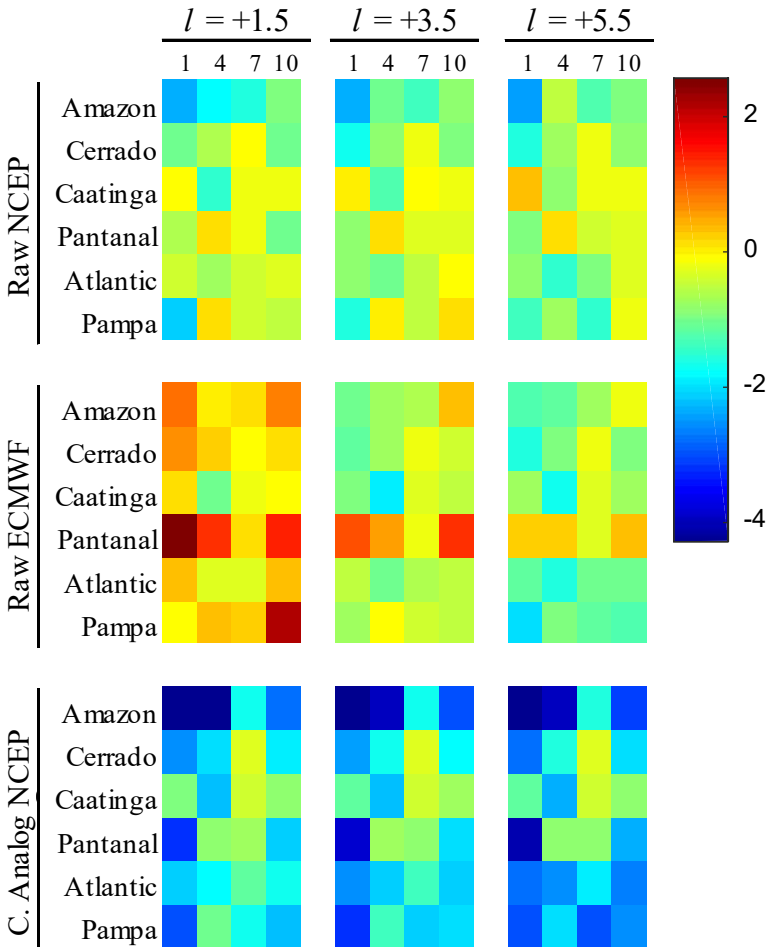 l = +1.5 l = +3.5 l = +5.5
1 4 7 10 1 4 7 10 1 4 7 10
Raw NCEP
Amazon
Cerrado
Caatinga
Pantanal
Atlantic
Pampa
2
0
-2
-4
Raw ECMWF
Amazon
Cerrado
Caatinga
Pantanal
Atlantic
Pampa
C. Analog NCEP
Amazon
Cerrado
Caatinga
Pantanal
Atlantic
Pampa